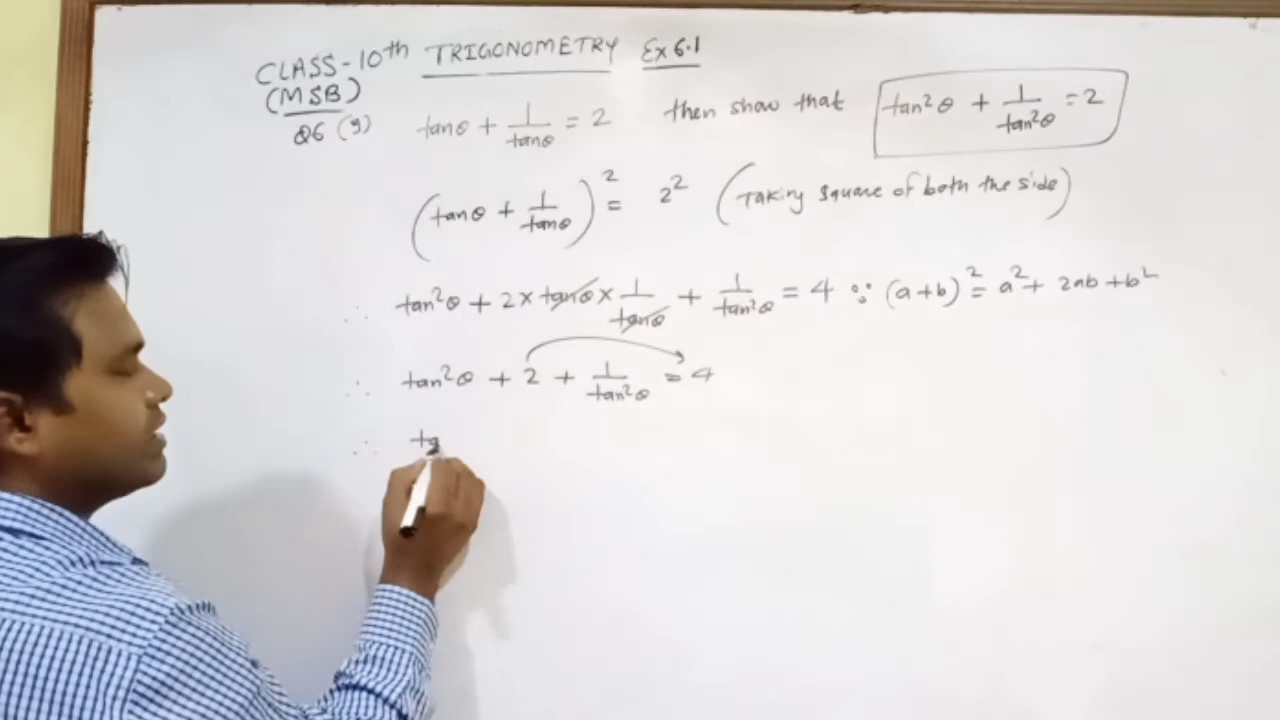 CLASS-10th TRIGONOMETRY Ex 6.1
(MSB)
Q6 (9) tanθ + 1/tanθ = 2 then show that tan²θ + 1/tan²θ = 2
(tanθ + 1/tanθ)² = 2² (Taking square of both the side)
∴ tan²θ + 2 × tanθ × 1/tanθ + 1/tan²θ = 4 ∵ (a+b)² = a² + 2ab + b²
∴ tan²θ + 2 + 1/tan²θ = 4
∴ ta